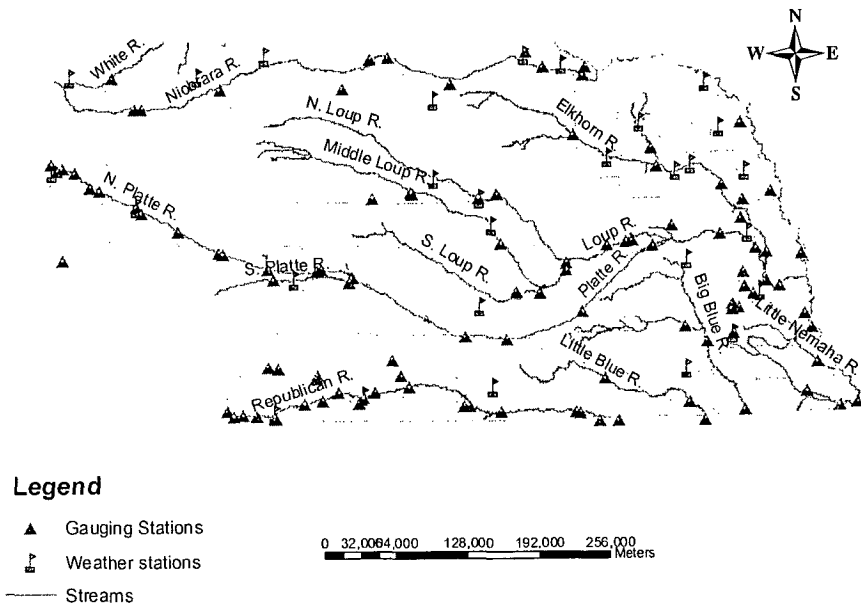 N
W E
S
White R.
Niobrara R.
N. Loup R.
Elkhorn R.
Middle Loup R.
N. Platte R.
Loup R.
S. Loup R.
S. Platte R.
Platte R.
Big Blue R.
Little Nemaha R.
Little Blue R.
Republican R.
Legend
Gauging Stations
Weather stations
Streams
0 32,000 64,000 128,000 192,000 256,000
Meters